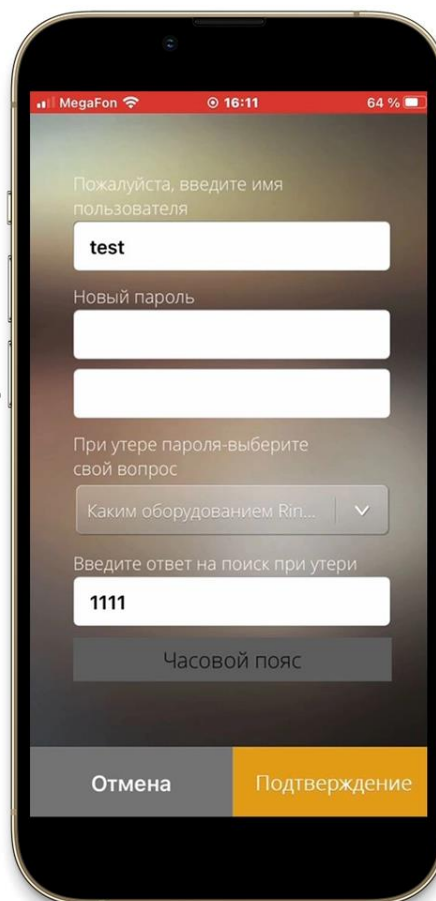 MegaFon 16:11 64 %
Пожалуйста, введите имя
пользователя
test
Новый пароль
При утере пароля-выберите
свой вопрос
Каким оборудованием Rin...
Введите ответ на поиск при утери
1111
Часовой пояс
Отмена Подтверждение